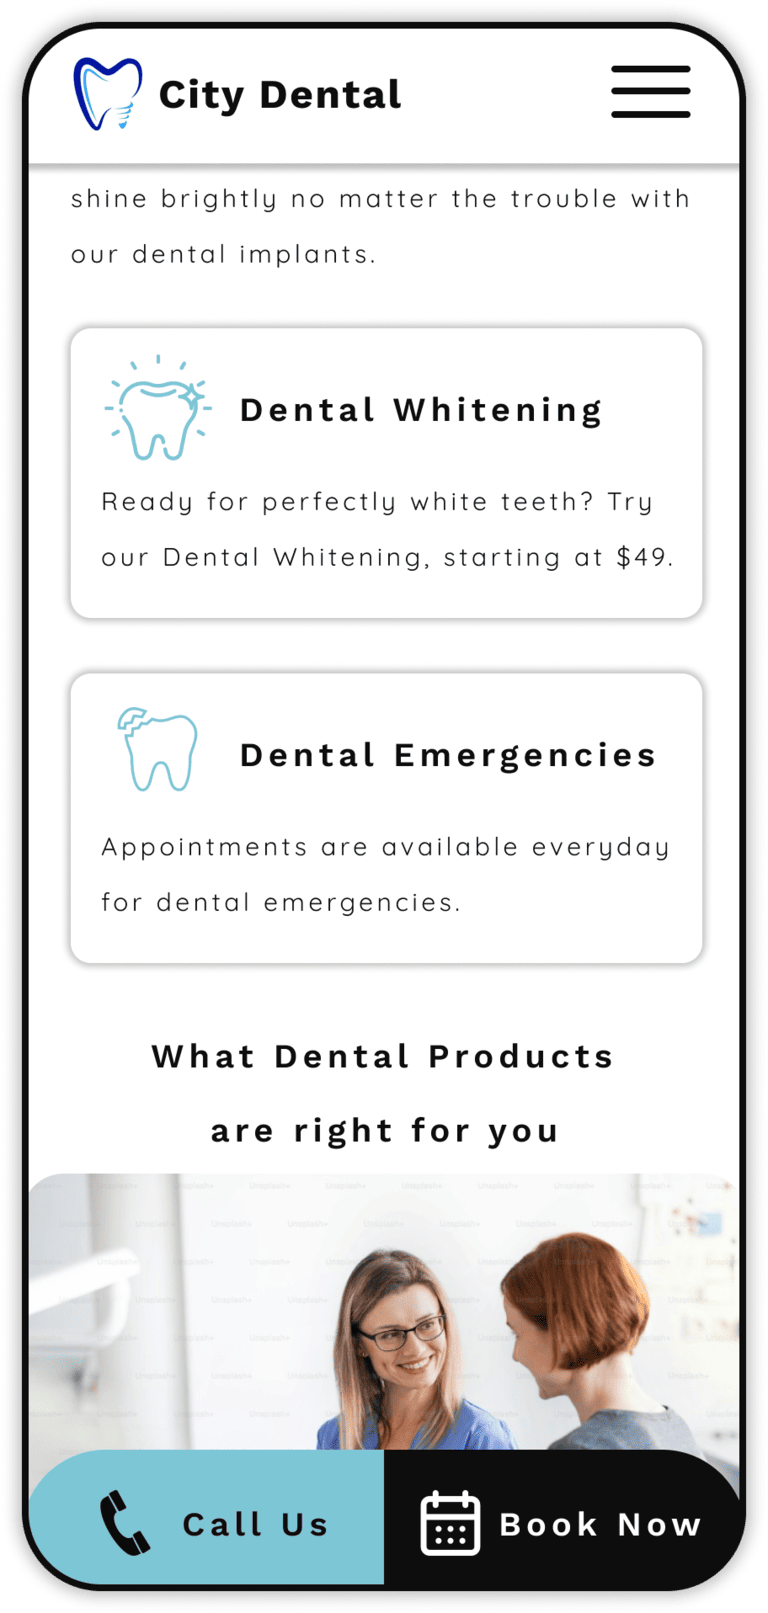 City Dental
shine brightly no matter the trouble with
our dental implants.
Dental Whitening
Ready for perfectly white teeth? Try
our Dental Whitening, starting at $49.
Dental Emergencies
Appointments are available everyday
for dental emergencies.
What Dental Products
are right for you
Unsplash+
Call Us
Book Now